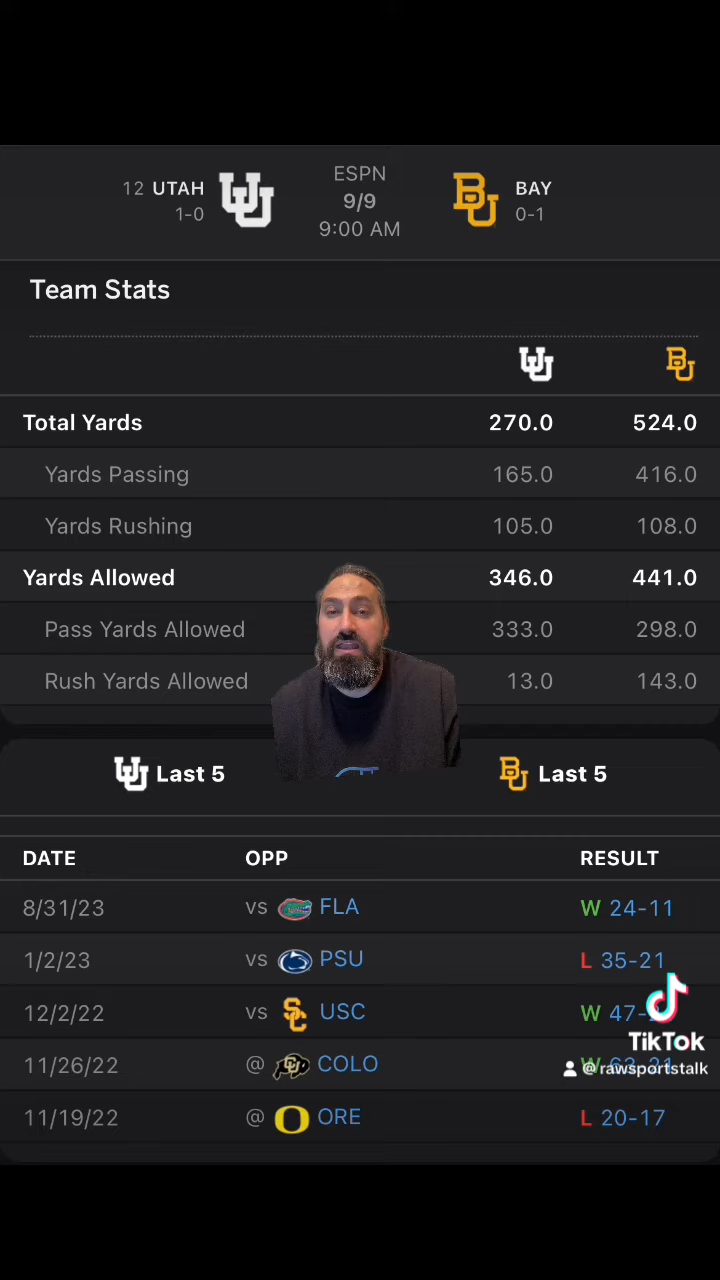 12 UTAH
1-0
ESPN
9/9
9:00 AM
BAY
0-1
Team Stats
Total Yards 270.0 524.0
Yards Passing 165.0 416.0
Yards Rushing 105.0 108.0
Yards Allowed 346.0 441.0
Pass Yards Allowed 333.0 298.0
Rush Yards Allowed 13.0 143.0
Last 5
Last 5
DATE OPP RESULT
8/31/23 vs FLA W 24-11
1/2/23 vs PSU L 35-21
12/2/22 vs USC W 47-
11/26/22 @ COLO W 63-21
11/19/22 @ ORE L 20-17
TikTok
@rawsportstalk